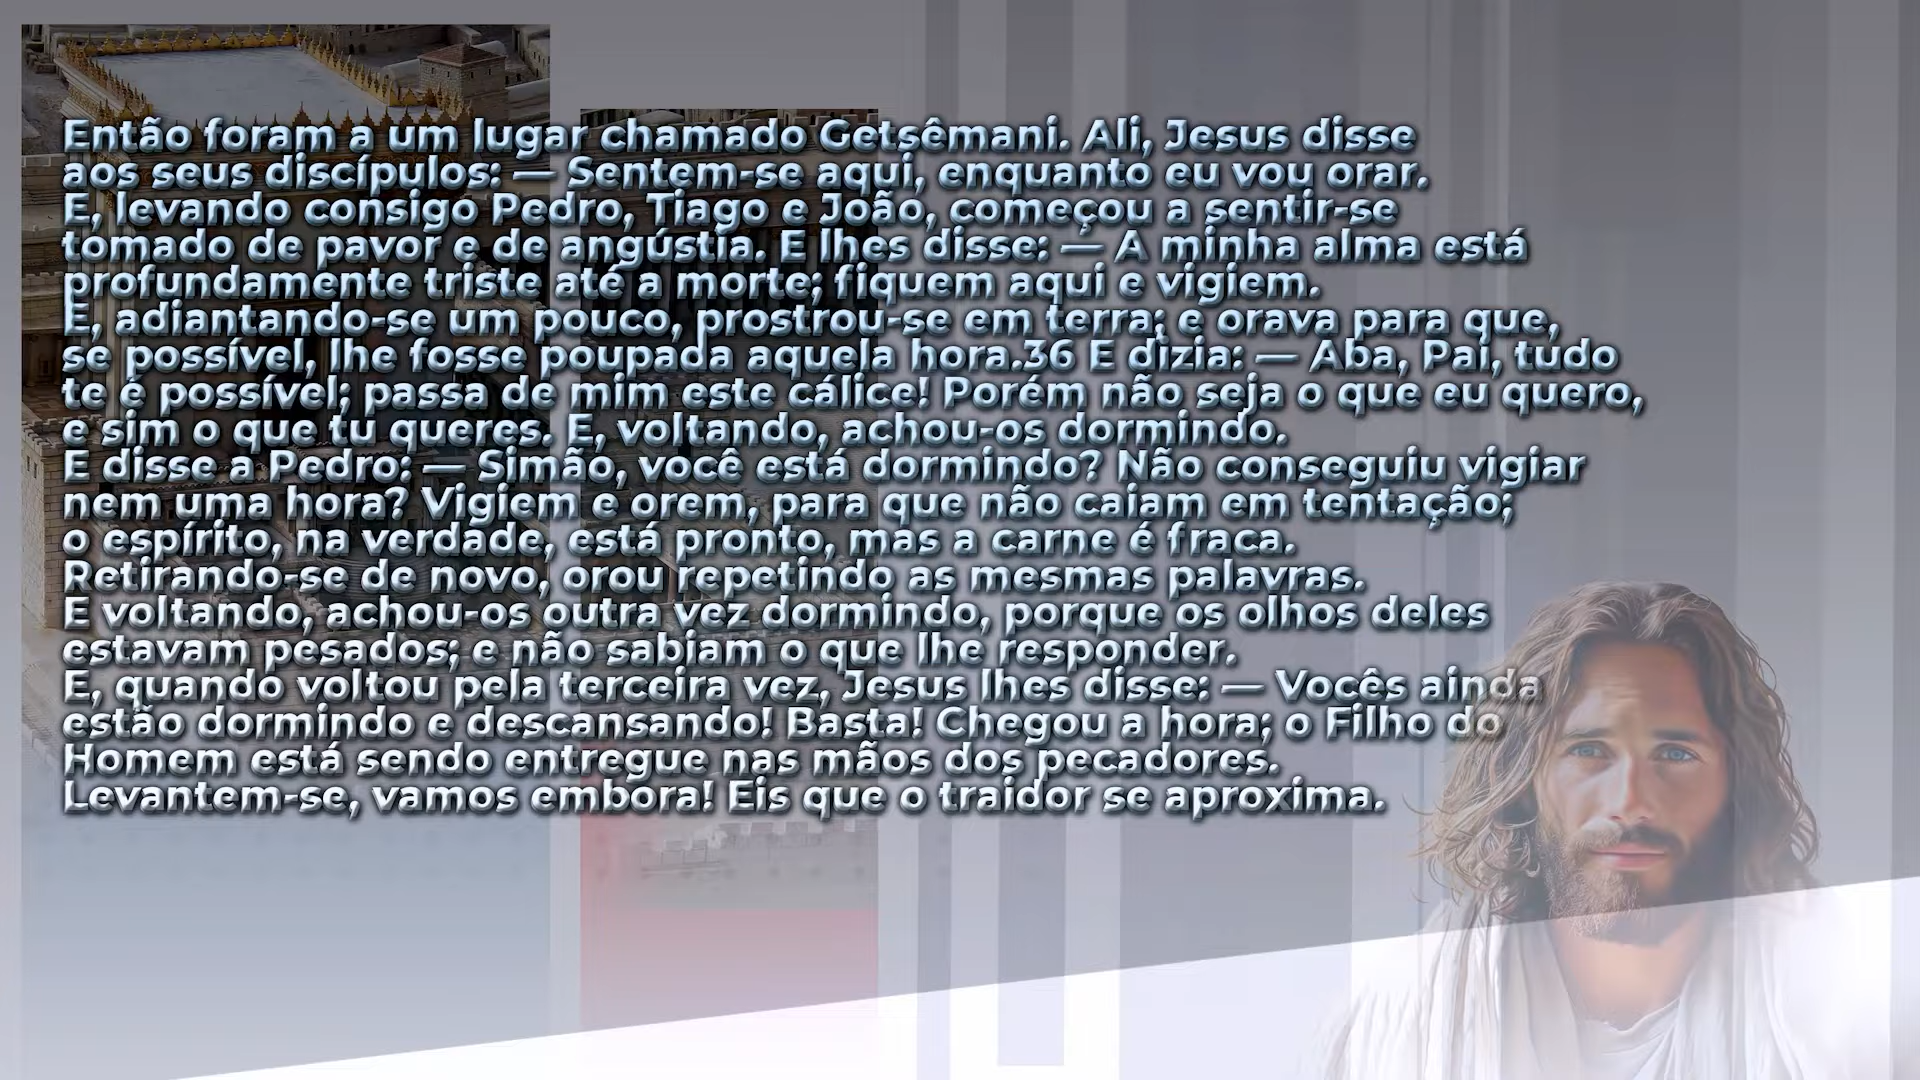 Então foram a um lugar chamado Getsêmani. Ali, Jesus disse
aos seus discípulos: — Sentem-se aqui, enquanto eu vou orar.
E, levando consigo Pedro, Tiago e João, começou a sentir-se
tomado de pavor e de angústia. E lhes disse: — A minha alma está
profundamente triste até a morte; fiquem aqui e vigiem.
E, adiantando-se um pouco, prostrou-se em terra; e orava para que,
se possível, lhe fosse poupada aquela hora.36 E dizia: — Aba, Pai, tudo
te é possível; passa de mim este cálice! Porém não seja o que eu quero,
e sim o que tu queres. E, voltando, achou-os dormindo.
E disse a Pedro: — Simão, você está dormindo? Não conseguiu vigiar
nem uma hora? Vigiem e orem, para que não caiam em tentação;
o espírito, na verdade, está pronto, mas a carne é fraca.
Retirando-se de novo, orou repetindo as mesmas palavras.
E voltando, achou-os outra vez dormindo, porque os olhos deles
estavam pesados; e não sabiam o que lhe responder.
E, quando voltou pela terceira vez, Jesus lhes disse: — Vocês ainda
estão dormindo e descansando! Basta! Chegou a hora; o Filho do
Homem está sendo entregue nas mãos dos pecadores.
Levantem-se, vamos embora! Eis que o traidor se aproxima.